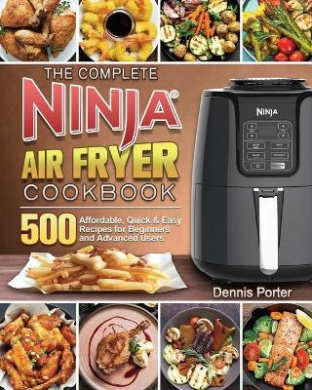 THE COMPLETE
NINJA®
AIR FRYER
COOKBOOK
500
Affordable, Quick & Easy
Recipes for Beginners
and Advanced Users
NINJA
Dennis Porter